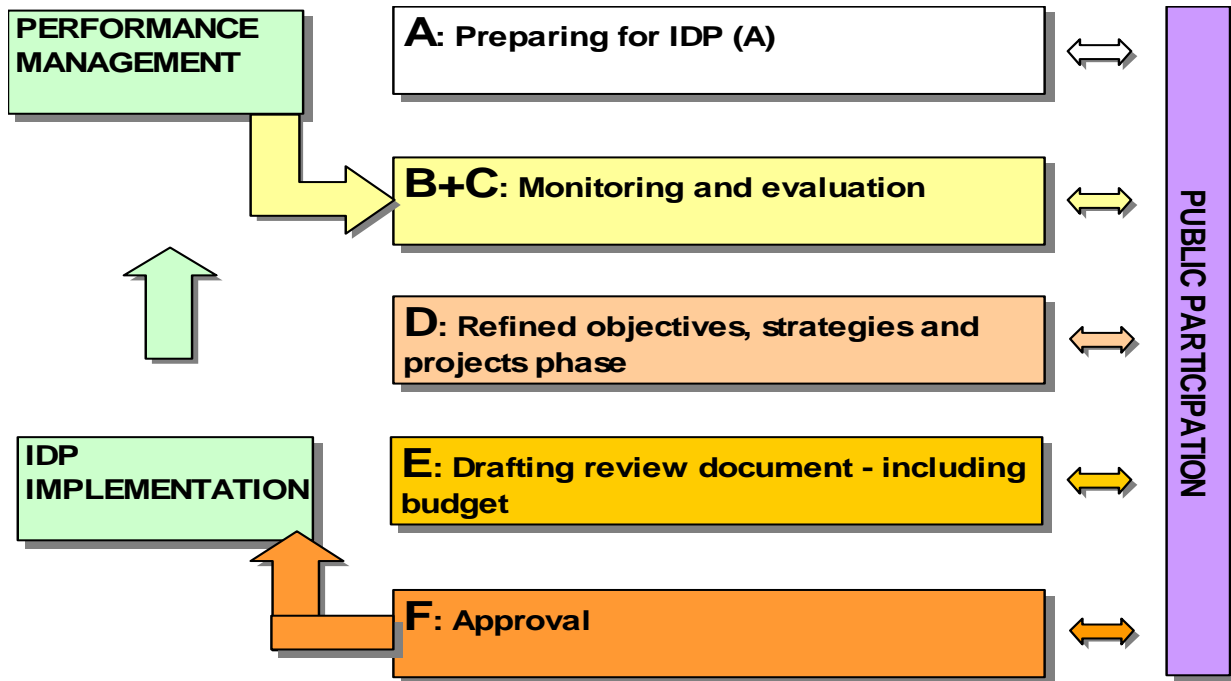 PERFORMANCE
MANAGEMENT
A: Preparing for IDP (A)
B+C: Monitoring and evaluation
D: Refined objectives, strategies and
projects phase
IDP
IMPLEMENTATION
E: Drafting review document - including
budget
F: Approval
PUBLIC PARTICIPATION